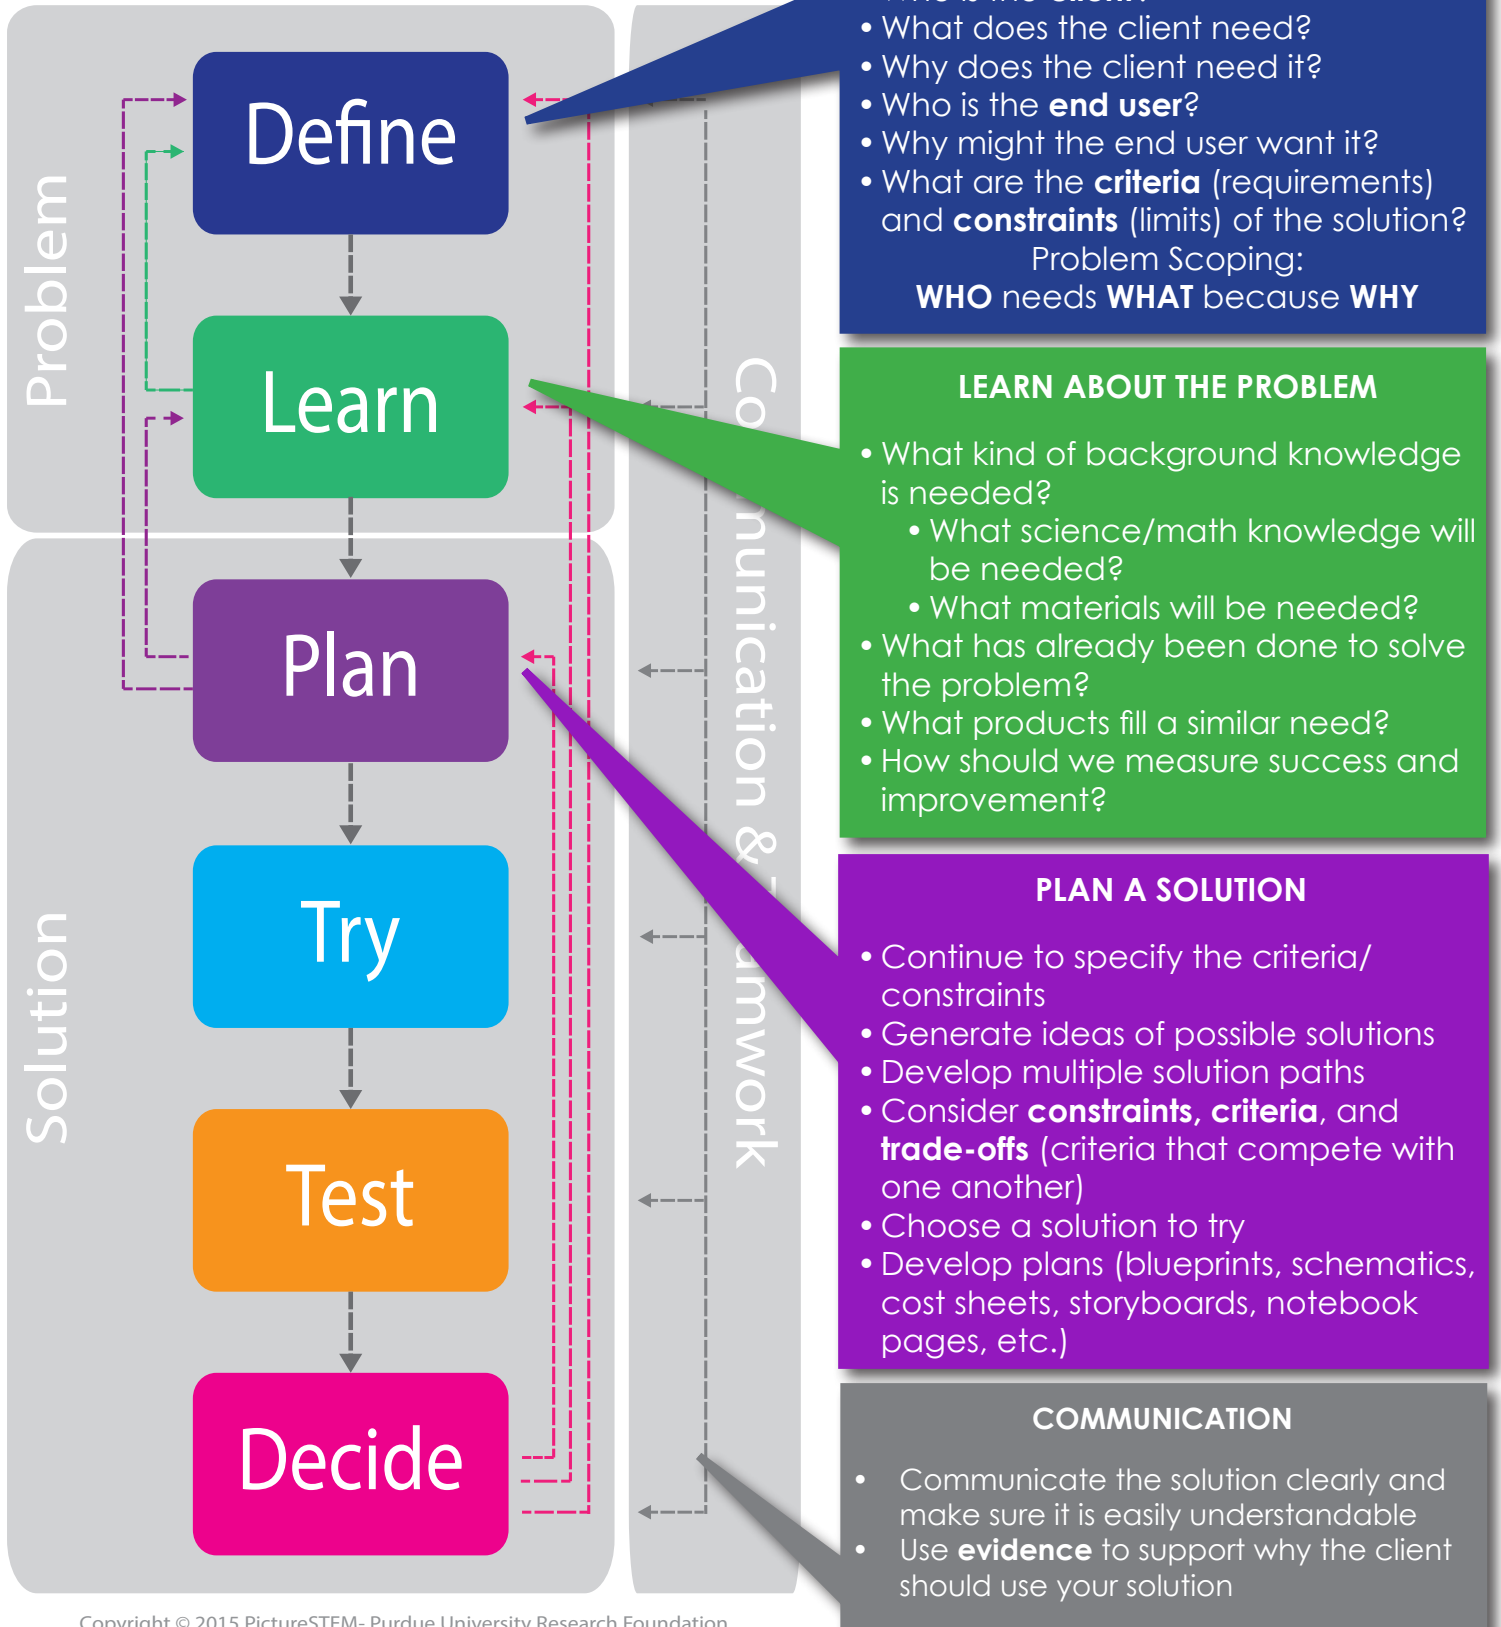 Problem
Define
Learn
Solution
Plan
Try
Test
Decide
Communication & Teamwork
Who is the client?
• What does the client need?
• Why does the client need it?
• Who is the end user?
• Why might the end user want it?
• What are the criteria (requirements)
and constraints (limits) of the solution?
Problem Scoping:
WHO needs WHAT because WHY
LEARN ABOUT THE PROBLEM
• What kind of background knowledge
is needed?
• What science/math knowledge will
be needed?
• What materials will be needed?
• What has already been done to solve
the problem?
• What products fill a similar need?
• How should we measure success and
improvement?
PLAN A SOLUTION
• Continue to specify the criteria/
constraints
• Generate ideas of possible solutions
• Develop multiple solution paths
• Consider constraints, criteria, and
trade-offs (criteria that compete with
one another)
• Choose a solution to try
• Develop plans (blueprints, schematics,
cost sheets, storyboards, notebook
pages, etc.)
COMMUNICATION
• Communicate the solution clearly and
make sure it is easily understandable
• Use evidence to support why the client
should use your solution
Copyright © 2015 PictureSTEM- Purdue University Research Foundation